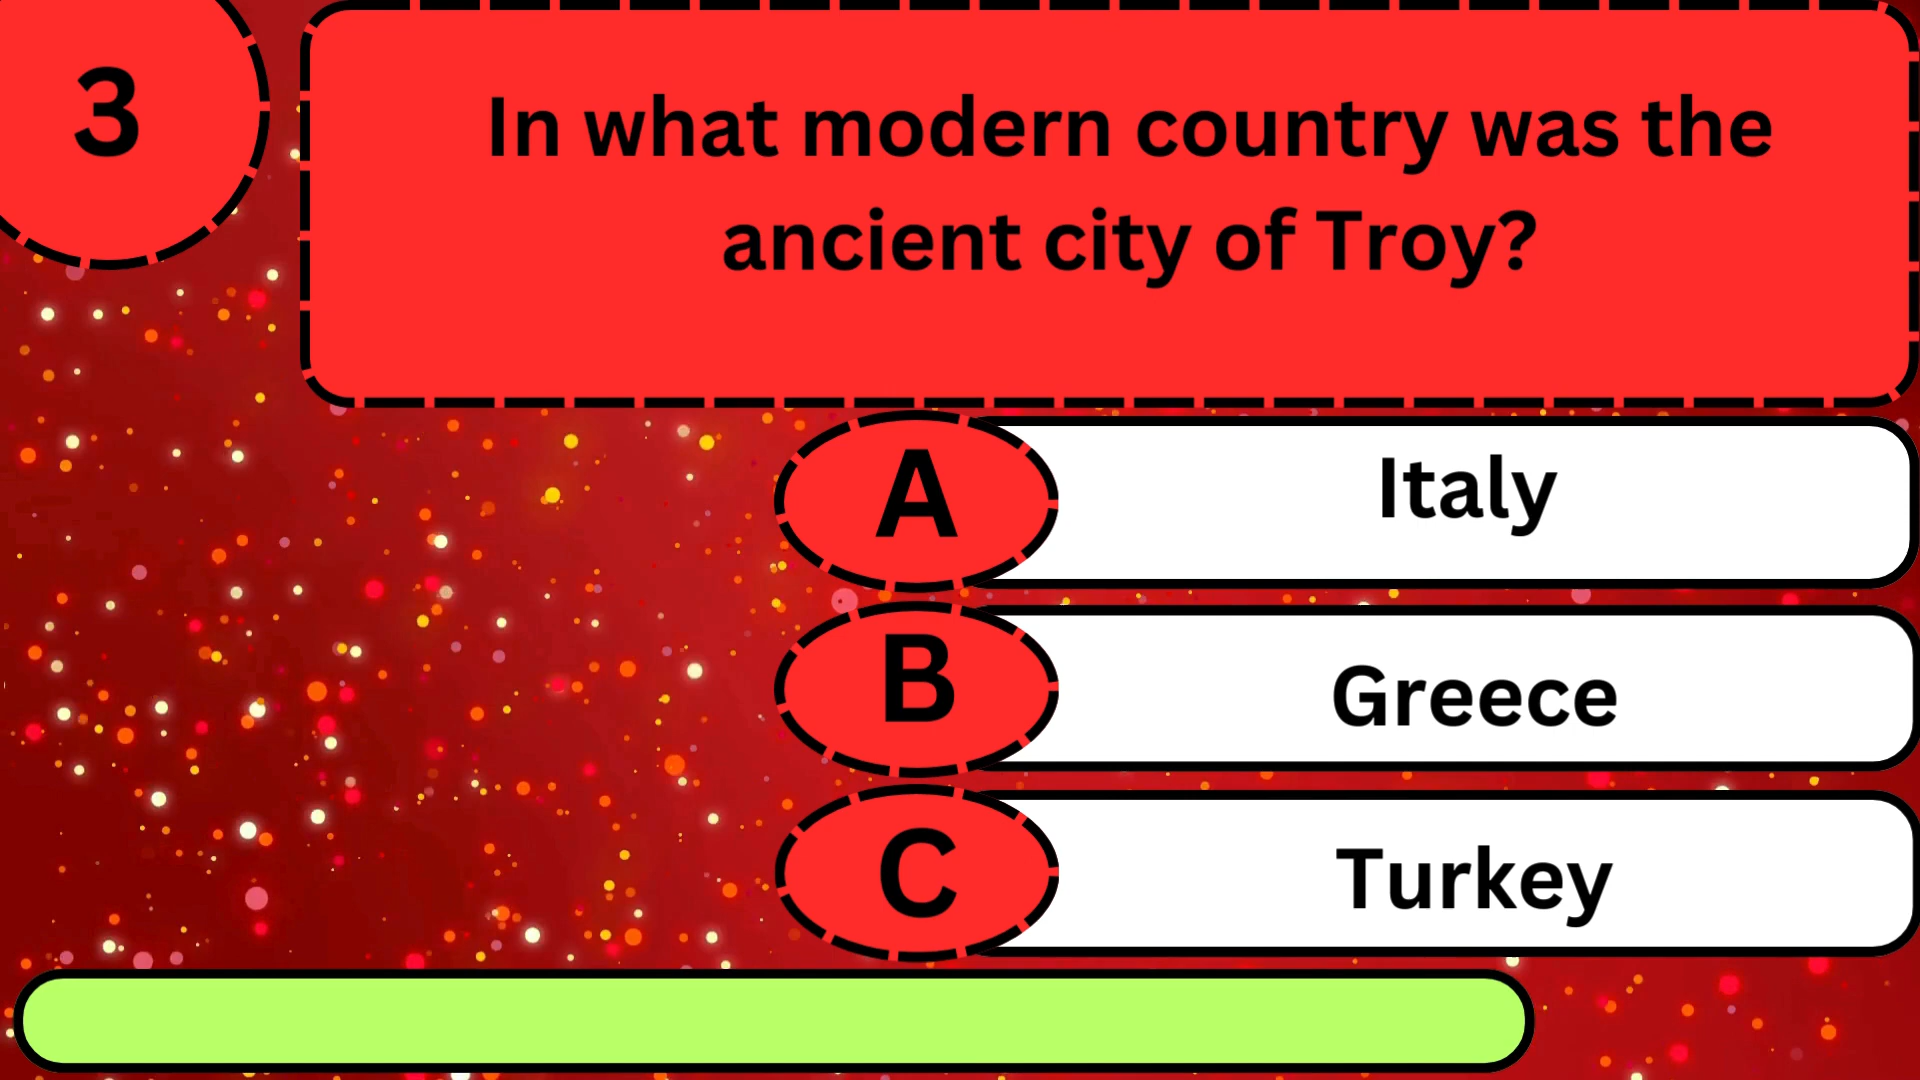 3
In what modern country was the
ancient city of Troy?
A
Italy
B
Greece
C
Turkey